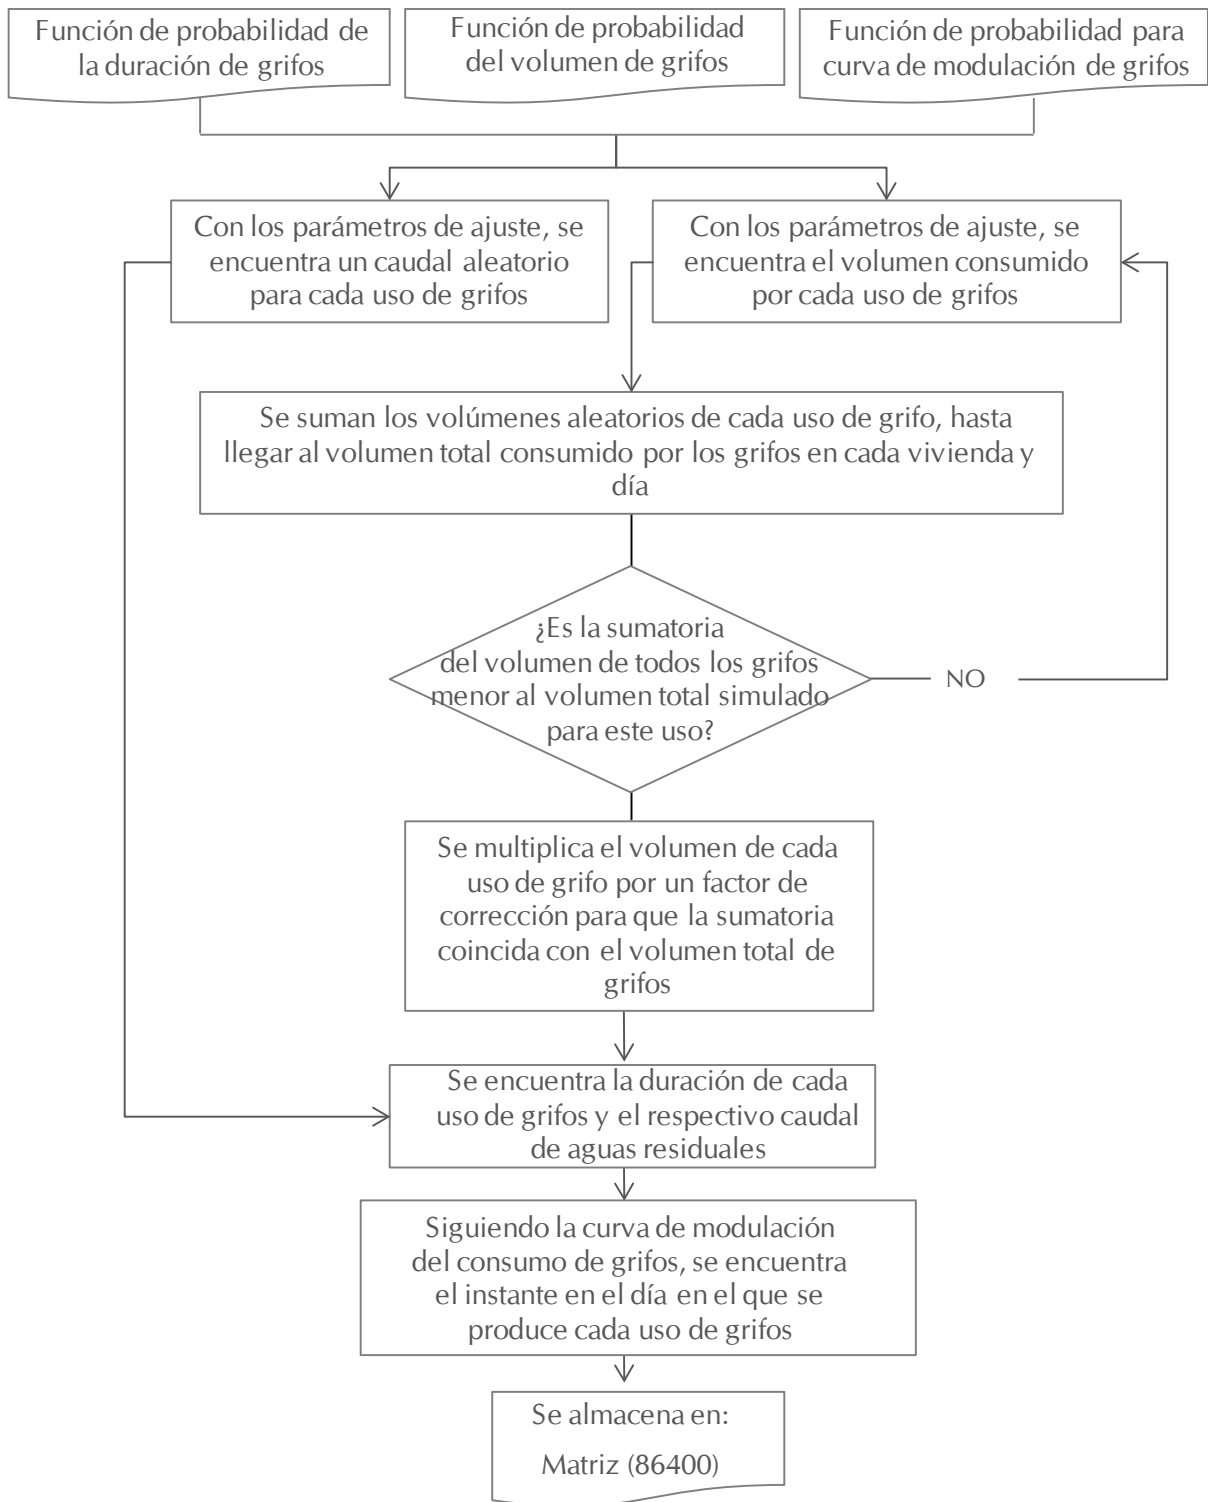 Función de probabilidad de
la duración de grifos
Función de probabilidad
del volumen de grifos
Función de probabilidad para
curva de modulación de grifos
Con los parámetros de ajuste, se
encuentra un caudal aleatorio
para cada uso de grifos
Con los parámetros de ajuste, se
encuentra el volumen consumido
por cada uso de grifos
Se suman los volúmenes aleatorios de cada uso de grifo, hasta
llegar al volumen total consumido por los grifos en cada vivienda y
día
¿Es la sumatoria
del volumen de todos los grifos
menor al volumen total simulado
para este uso?
NO
Se multiplica el volumen de cada
uso de grifo por un factor de
corrección para que la sumatoria
coincida con el volumen total de
grifos
Se encuentra la duración de cada
uso de grifos y el respectivo caudal
de aguas residuales
Siguiendo la curva de modulación
del consumo de grifos, se encuentra
el instante en el día en el que se
produce cada uso de grifos
Se almacena en:
Matriz (86400)